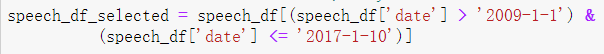 speech_df_selected = speech_df[(speech_df['date'] > '2009-1-1') &
(speech_df['date'] <= '2017-1-10')]